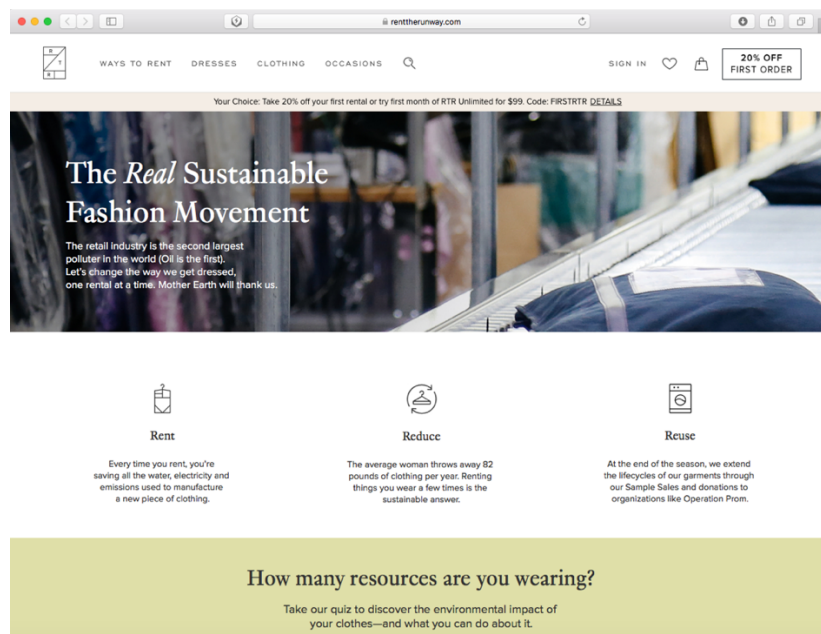 renttherunway.com
R
T
R
WAYS TO RENT DRESSES CLOTHING OCCASIONS
SIGN IN
20% OFF
FIRST ORDER
Your Choice: Take 20% off your first rental or try first month of RTR Unlimited for $99. Code: FIRSTRTR DETAILS
The Real Sustainable
Fashion Movement
The retail industry is the second largest
polluter in the world (Oil is the first).
Let's change the way we get dressed,
one rental at a time. Mother Earth will thank us.
Rent
Every time you rent, you're
saving all the water, electricity and
emissions used to manufacture
a new piece of clothing.
Reduce
The average woman throws away 82
pounds of clothing per year. Renting
things you wear a few times is the
sustainable answer.
Reuse
At the end of the season, we extend
the lifecycles of our garments through
our Sample Sales and donations to
organizations like Operation Prom.
How many resources are you wearing?
Take our quiz to discover the environmental impact of
your clothes—and what you can do about it.